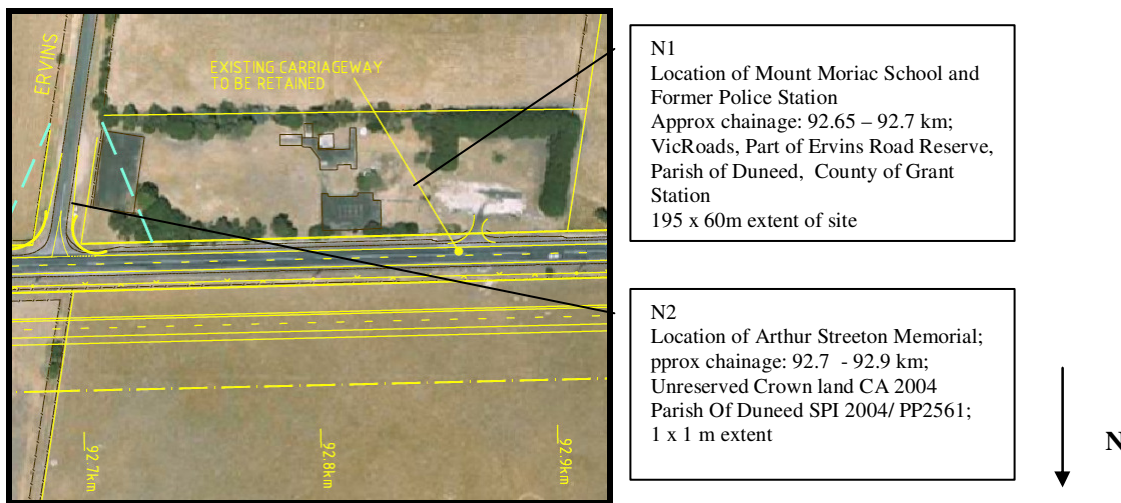 ERVINS
EXISTING CARRIAGEWAY
TO BE RETAINED
92.7km
92.8km
92.9km
N1
Location of Mount Moriac School and
Former Police Station
Approx chainage: 92.65 – 92.7 km;
VicRoads, Part of Ervins Road Reserve,
Parish of Duneed, County of Grant
Station
195 x 60m extent of site
N2
Location of Arthur Streeton Memorial;
pprox chainage: 92.7 - 92.9 km;
Unreserved Crown land CA 2004
Parish Of Duneed SPI 2004/ PP2561;
1 x 1 m extent
N